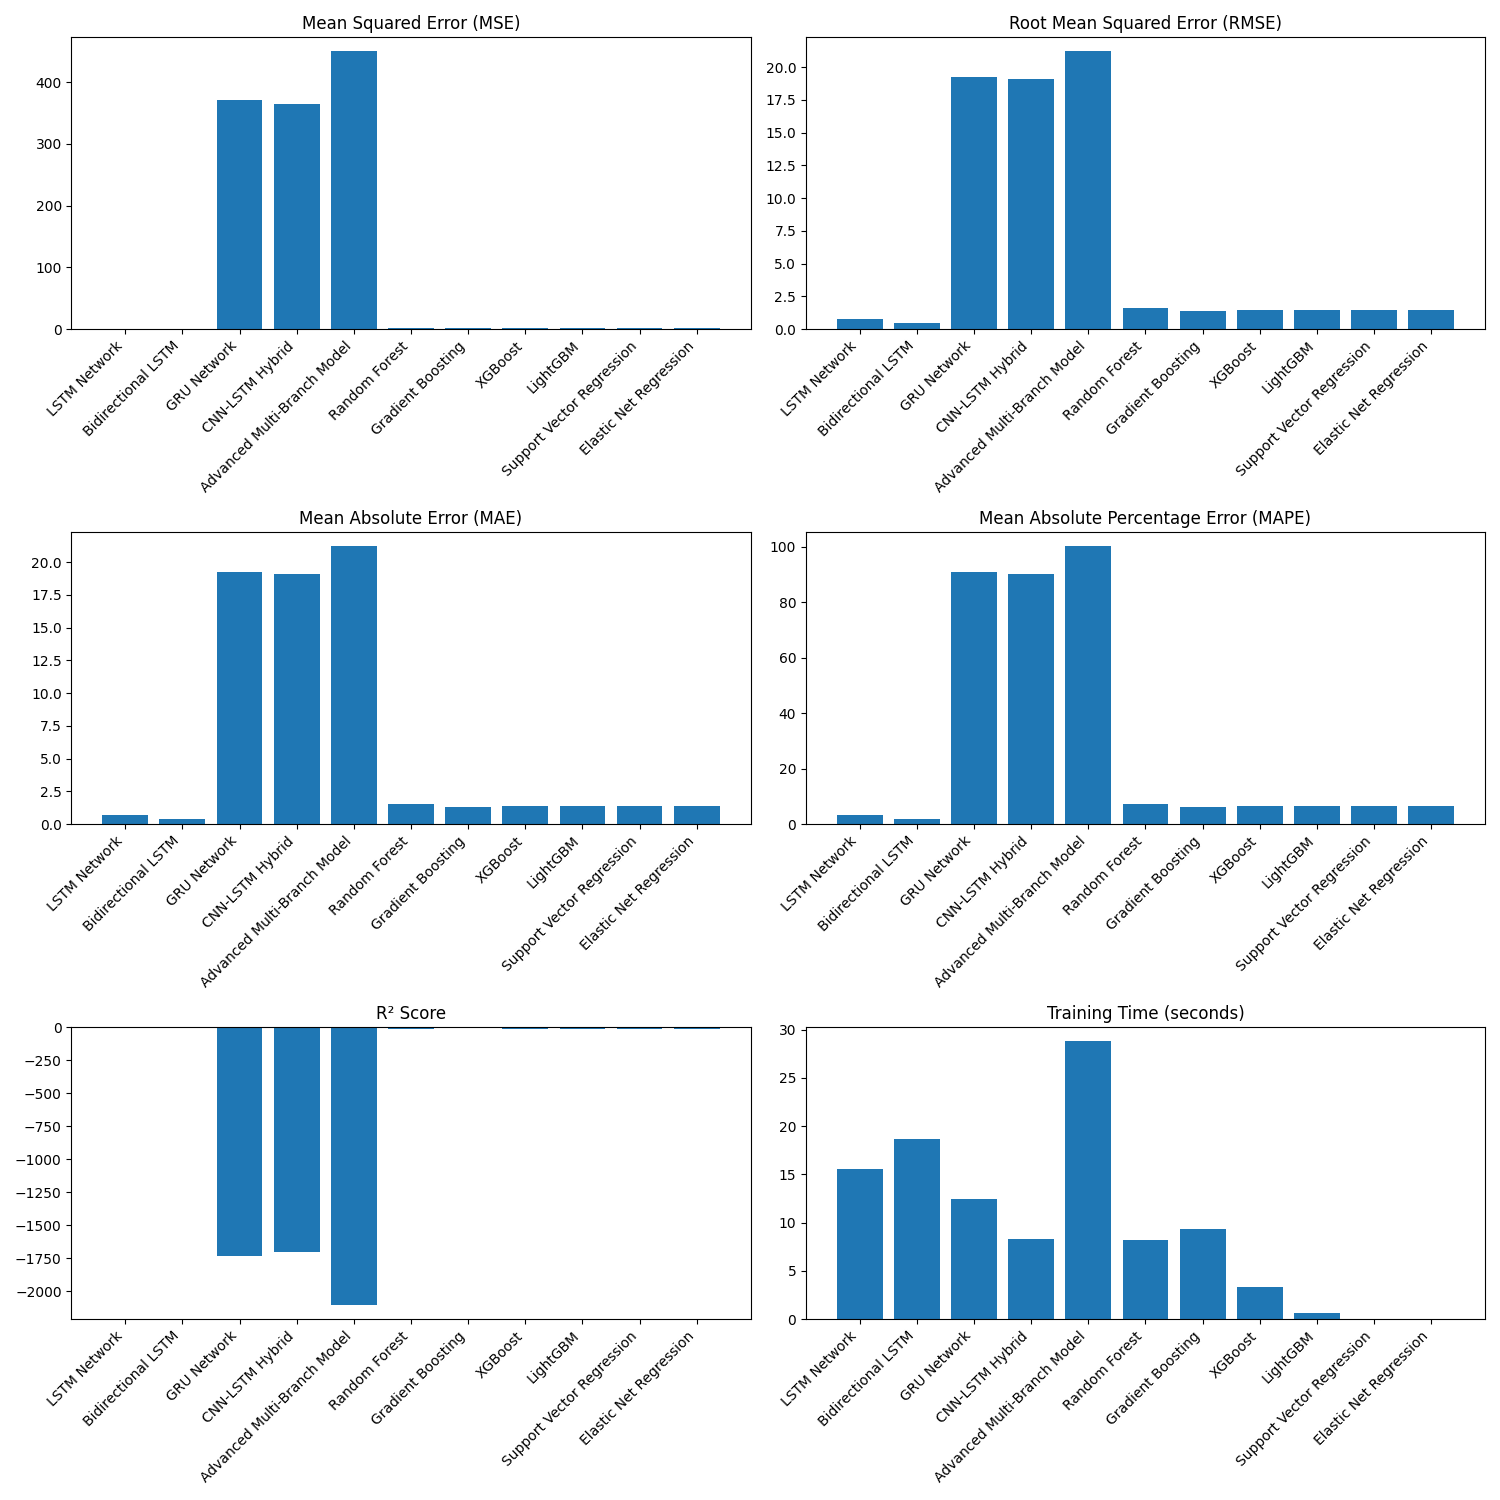 Mean Squared Error (MSE)
400
300
200
100
0
LSTM Network
Bidirectional LSTM
GRU Network
CNN-LSTM Hybrid
Advanced Multi-Branch Model
Random Forest
Gradient Boosting
XGBoost
LightGBM
Support Vector Regression
Elastic Net Regression
Root Mean Squared Error (RMSE)
20.0
17.5
15.0
12.5
10.0
7.5
5.0
2.5
0.0
LSTM Network
Bidirectional LSTM
GRU Network
CNN-LSTM Hybrid
Advanced Multi-Branch Model
Random Forest
Gradient Boosting
XGBoost
LightGBM
Support Vector Regression
Elastic Net Regression
Mean Absolute Error (MAE)
20.0
17.5
15.0
12.5
10.0
7.5
5.0
2.5
0.0
LSTM Network
Bidirectional LSTM
GRU Network
CNN-LSTM Hybrid
Advanced Multi-Branch Model
Random Forest
Gradient Boosting
XGBoost
LightGBM
Support Vector Regression
Elastic Net Regression
Mean Absolute Percentage Error (MAPE)
100
80
60
40
20
0
LSTM Network
Bidirectional LSTM
GRU Network
CNN-LSTM Hybrid
Advanced Multi-Branch Model
Random Forest
Gradient Boosting
XGBoost
LightGBM
Support Vector Regression
Elastic Net Regression
R² Score
0
−250
−500
−750
−1000
−1250
−1500
−1750
−2000
LSTM Network
Bidirectional LSTM
GRU Network
CNN-LSTM Hybrid
Advanced Multi-Branch Model
Random Forest
Gradient Boosting
XGBoost
LightGBM
Support Vector Regression
Elastic Net Regression
Training Time (seconds)
30
25
20
15
10
5
0
LSTM Network
Bidirectional LSTM
GRU Network
CNN-LSTM Hybrid
Advanced Multi-Branch Model
Random Forest
Gradient Boosting
XGBoost
LightGBM
Support Vector Regression
Elastic Net Regression